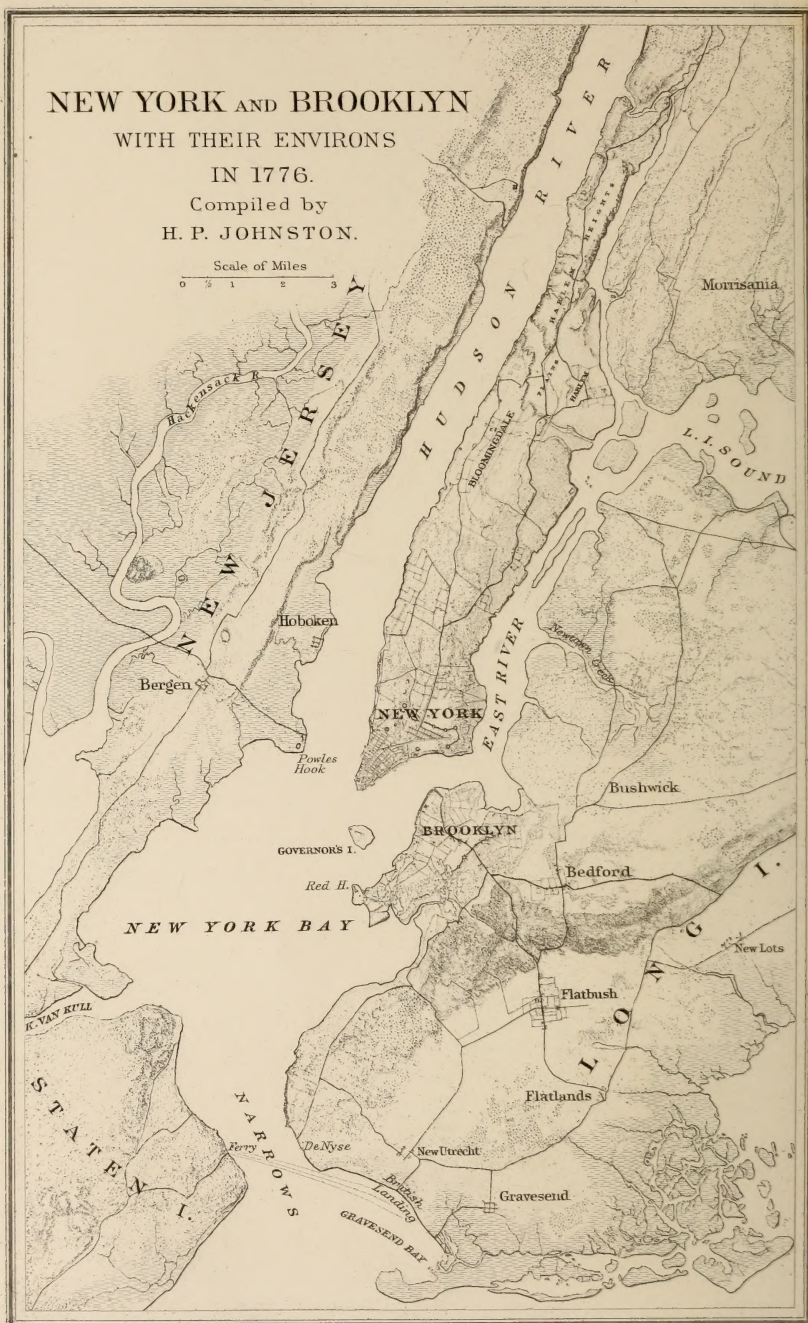 NEW YORK AND BROOKLYN
WITH THEIR ENVIRONS
IN 1776.
Compiled by
H. P. JOHNSTON.
Scale of Miles
0 ½ 1 2 3
HUDSON RIVER
HARLEM HEIGHTS
Morrisania
NEW JERSEY
Hackensack R.
PLAINS
HARLEM
BLOOMINGDALE
L. I. SOUND
Hoboken
EAST RIVER
Newtown Creek
Bergen
NEW YORK
Powles
Hook
Bushwick
BROOKLYN
GOVERNOR'S I.
Bedford
Red H.
LONG I.
NEW YORK BAY
New Lots
Flatbush
K. VAN KULL
Flatlands
STATEN I.
NARROWS
Ferry
DeNyse
New Utrecht
British
Landing
Gravesend
GRAVESEND BAY